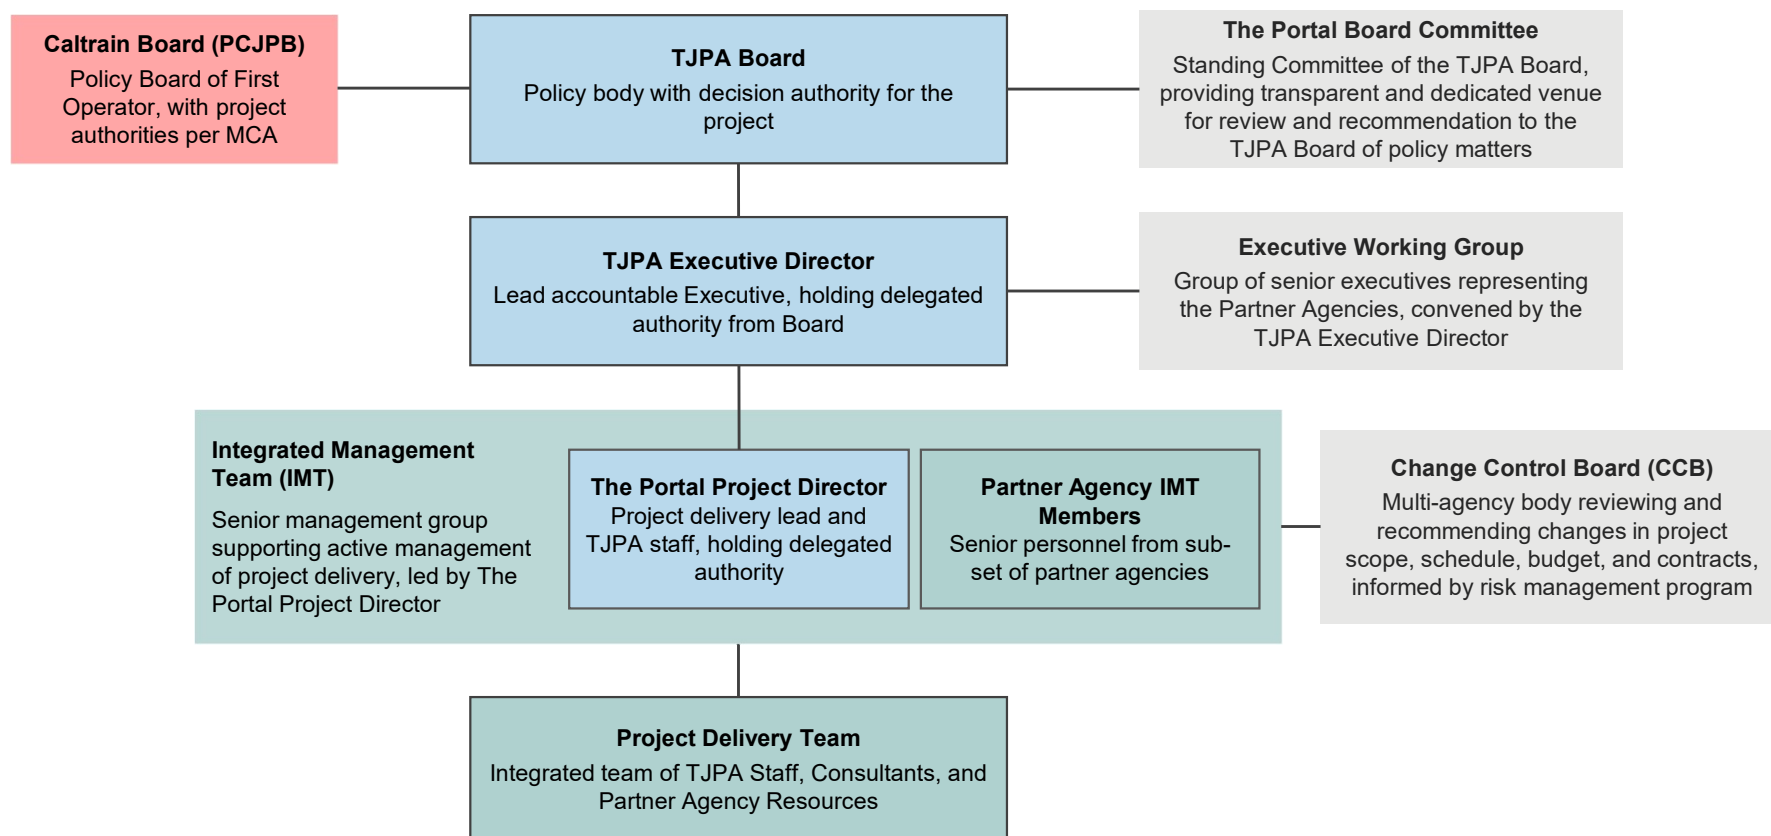 Caltrain Board (PCJPB)
Policy Board of First
Operator, with project
authorities per MCA
TJPA Board
Policy body with decision authority for the
project
The Portal Board Committee
Standing Committee of the TJPA Board,
providing transparent and dedicated venue
for review and recommendation to the
TJPA Board of policy matters
TJPA Executive Director
Lead accountable Executive, holding delegated
authority from Board
Executive Working Group
Group of senior executives representing
the Partner Agencies, convened by the
TJPA Executive Director
Integrated Management
Team (IMT)
Senior management group
supporting active management
of project delivery, led by The
Portal Project Director
The Portal Project Director
Project delivery lead and
TJPA staff, holding delegated
authority
Partner Agency IMT
Members
Senior personnel from sub-
set of partner agencies
Change Control Board (CCB)
Multi-agency body reviewing and
recommending changes in project
scope, schedule, budget, and contracts,
informed by risk management program
Project Delivery Team
Integrated team of TJPA Staff, Consultants, and
Partner Agency Resources